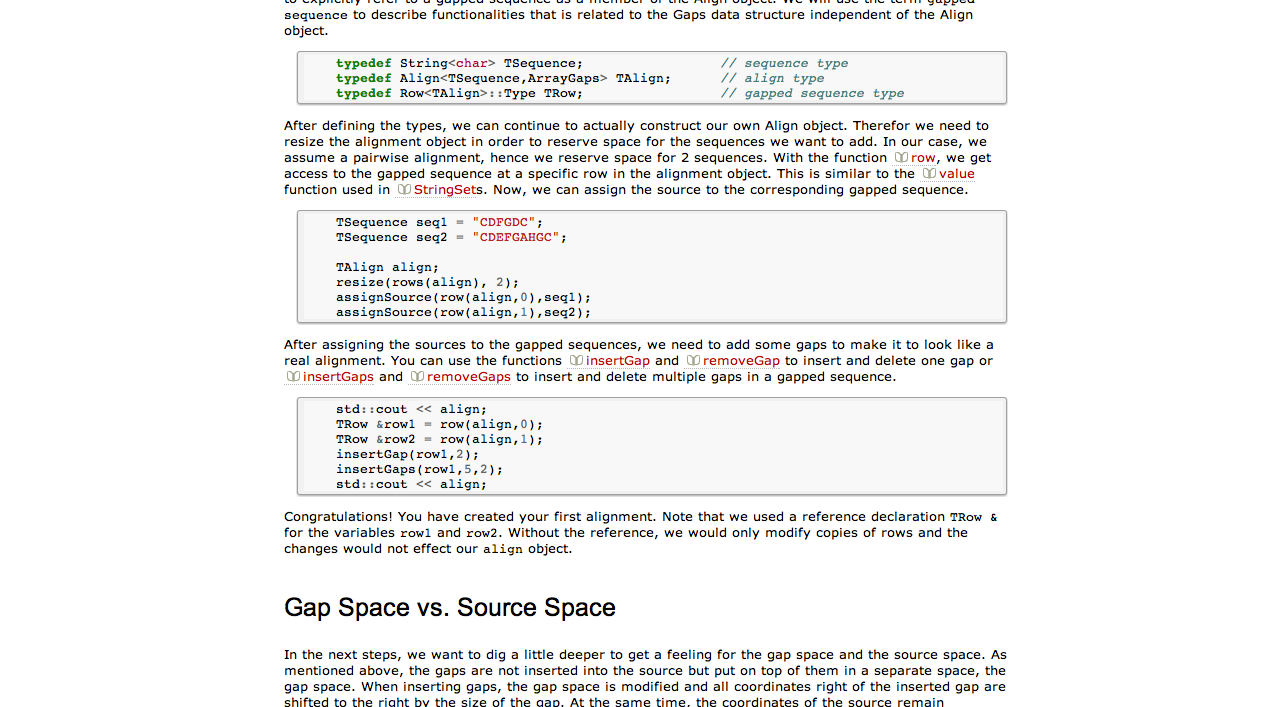 to explicitly refer to a gapped sequence as a member of the Align object. We will use the term gapped
sequence to describe functionalities that is related to the Gaps data structure independent of the Align
object.
typedef String<char> TSequence; // sequence type
typedef Align<TSequence,ArrayGaps> TAlign; // align type
typedef Row<TAlign>::Type TRow; // gapped sequence type
After defining the types, we can continue to actually construct our own Align object. Therefor we need to
resize the alignment object in order to reserve space for the sequences we want to add. In our case, we
assume a pairwise alignment, hence we reserve space for 2 sequences. With the function row, we get
access to the gapped sequence at a specific row in the alignment object. This is similar to the value
function used in StringSets. Now, we can assign the source to the corresponding gapped sequence.
TSequence seq1 = "CDFGDC";
TSequence seq2 = "CDEFGAHGC";
TAlign align;
resize(rows(align), 2);
assignSource(row(align,0),seq1);
assignSource(row(align,1),seq2);
After assigning the sources to the gapped sequences, we need to add some gaps to make it to look like a
real alignment. You can use the functions insertGap and removeGap to insert and delete one gap or
insertGaps and removeGaps to insert and delete multiple gaps in a gapped sequence.
std::cout << align;
TRow &row1 = row(align,0);
TRow &row2 = row(align,1);
insertGap(row1,2);
insertGaps(row1,5,2);
std::cout << align;
Congratulations! You have created your first alignment. Note that we used a reference declaration TRow &
for the variables row1 and row2. Without the reference, we would only modify copies of rows and the
changes would not effect our align object.
Gap Space vs. Source Space
In the next steps, we want to dig a little deeper to get a feeling for the gap space and the source space. As
mentioned above, the gaps are not inserted into the source but put on top of them in a separate space, the
gap space. When inserting gaps, the gap space is modified and all coordinates right of the inserted gap are
shifted to the right by the size of the gap. At the same time, the coordinates of the source remain